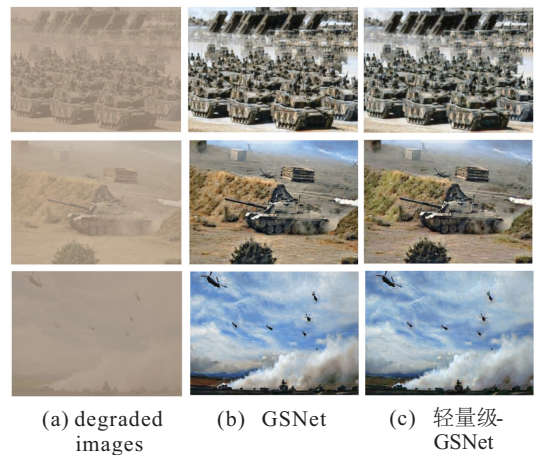 (a) degraded
images
(b) GSNet
(c) 轻量级-
GSNet